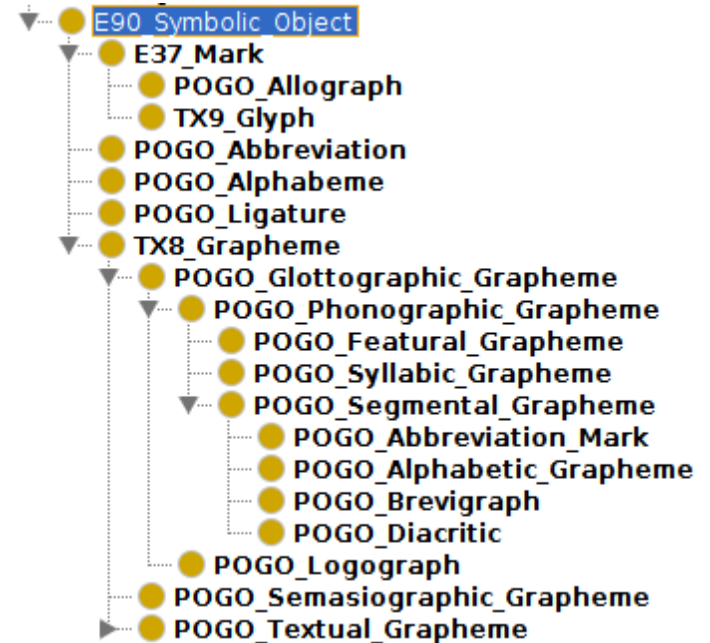 E90_Symbolic_Object
E37_Mark
POGO_Allograph
TX9_Glyph
POGO_Abbreviation
POGO_Alphabeme
POGO_Ligature
TX8_Grapheme
POGO_Glottographic_Grapheme
POGO_Phonographic_Grapheme
POGO_Featural_Grapheme
POGO_Syllabic_Grapheme
POGO_Segmental_Grapheme
POGO_Abbreviation_Mark
POGO_Alphabetic_Grapheme
POGO_Brevigraph
POGO_Diacritic
POGO_Logograph
POGO_Semasiographic_Grapheme
POGO_Textual_Grapheme